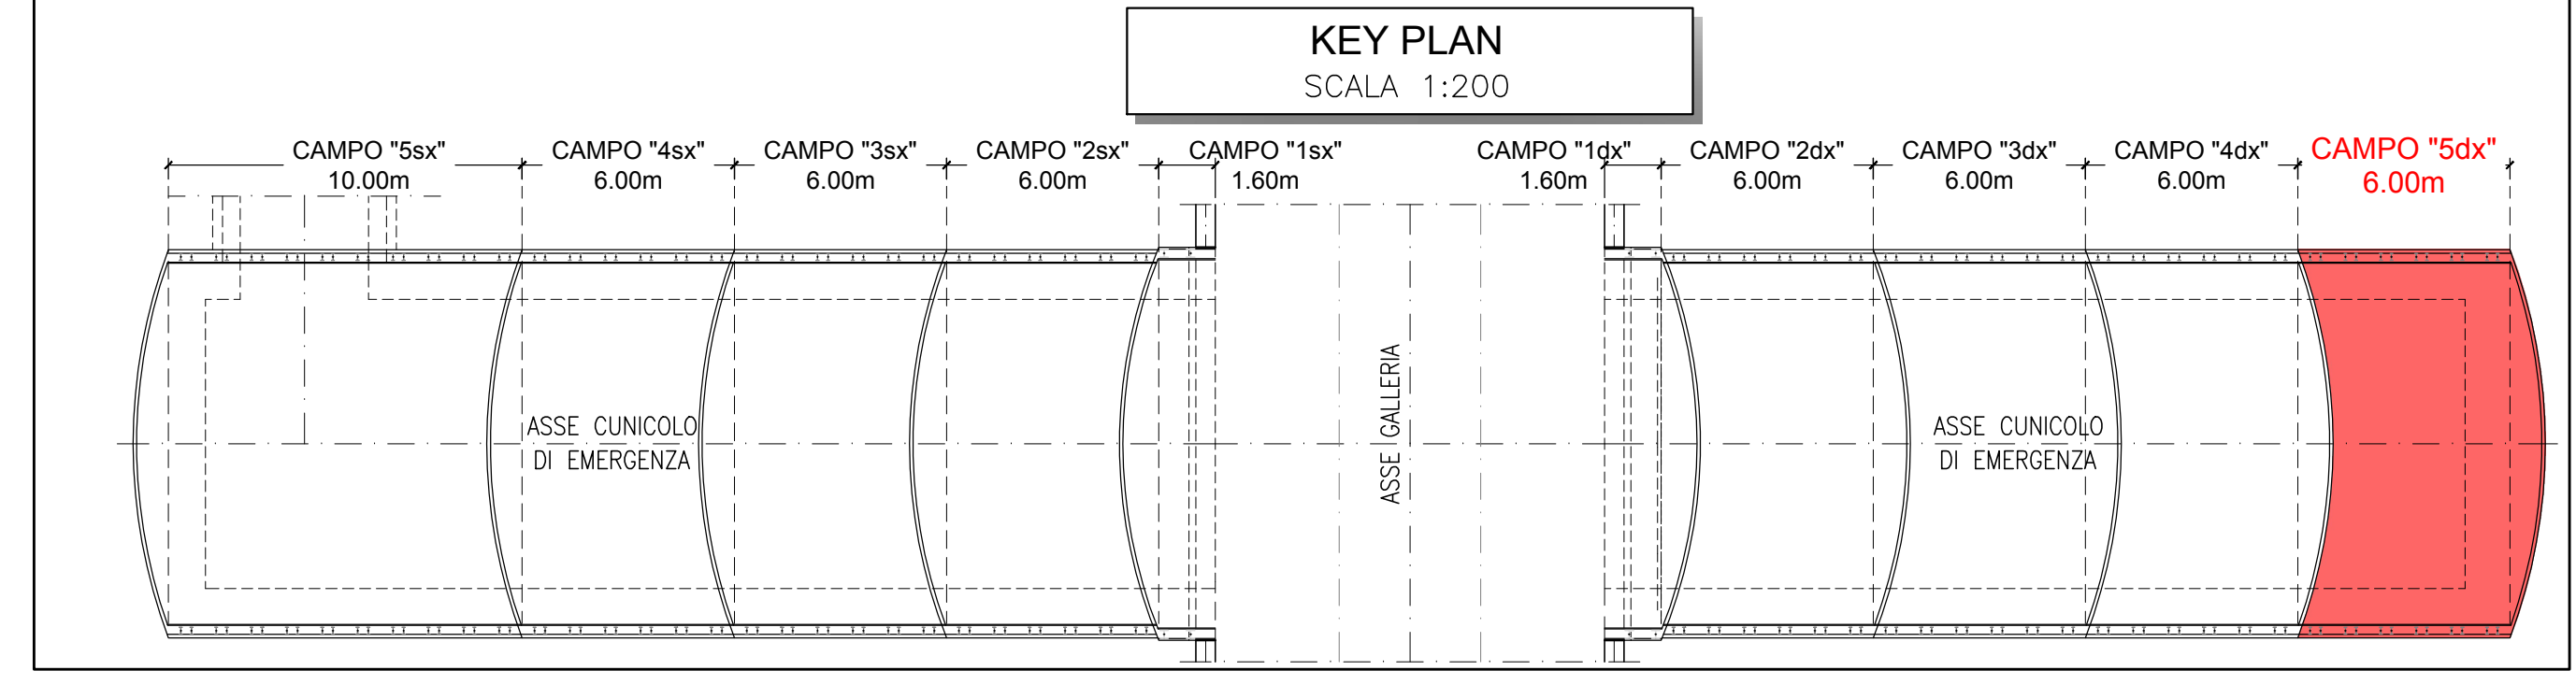 KEY PLAN
SCALA 1:200
CAMPO "5sx"
10.00m
CAMPO "4sx"
6.00m
CAMPO "3sx"
6.00m
CAMPO "2sx"
6.00m
CAMPO "1sx"
1.60m
CAMPO "1dx"
1.60m
CAMPO "2dx"
6.00m
CAMPO "3dx"
6.00m
CAMPO "4dx"
6.00m
CAMPO "5dx"
6.00m
ASSE CUNICOLO
DI EMERGENZA
ASSE GALLERIA
ASSE CUNICOLO
DI EMERGENZA